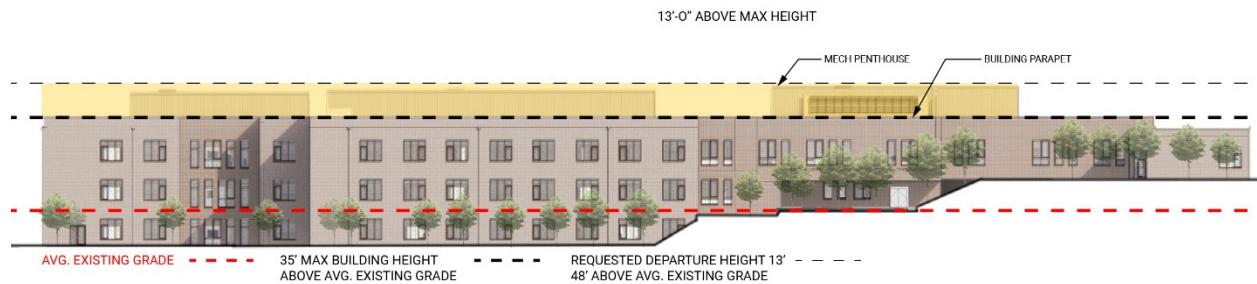 13'-0" ABOVE MAX HEIGHT
MECH PENTHOUSE
BUILDING PARAPET
AVG. EXISTING GRADE
35' MAX BUILDING HEIGHT
ABOVE AVG. EXISTING GRADE
REQUESTED DEPARTURE HEIGHT 13'
48' ABOVE AVG. EXISTING GRADE